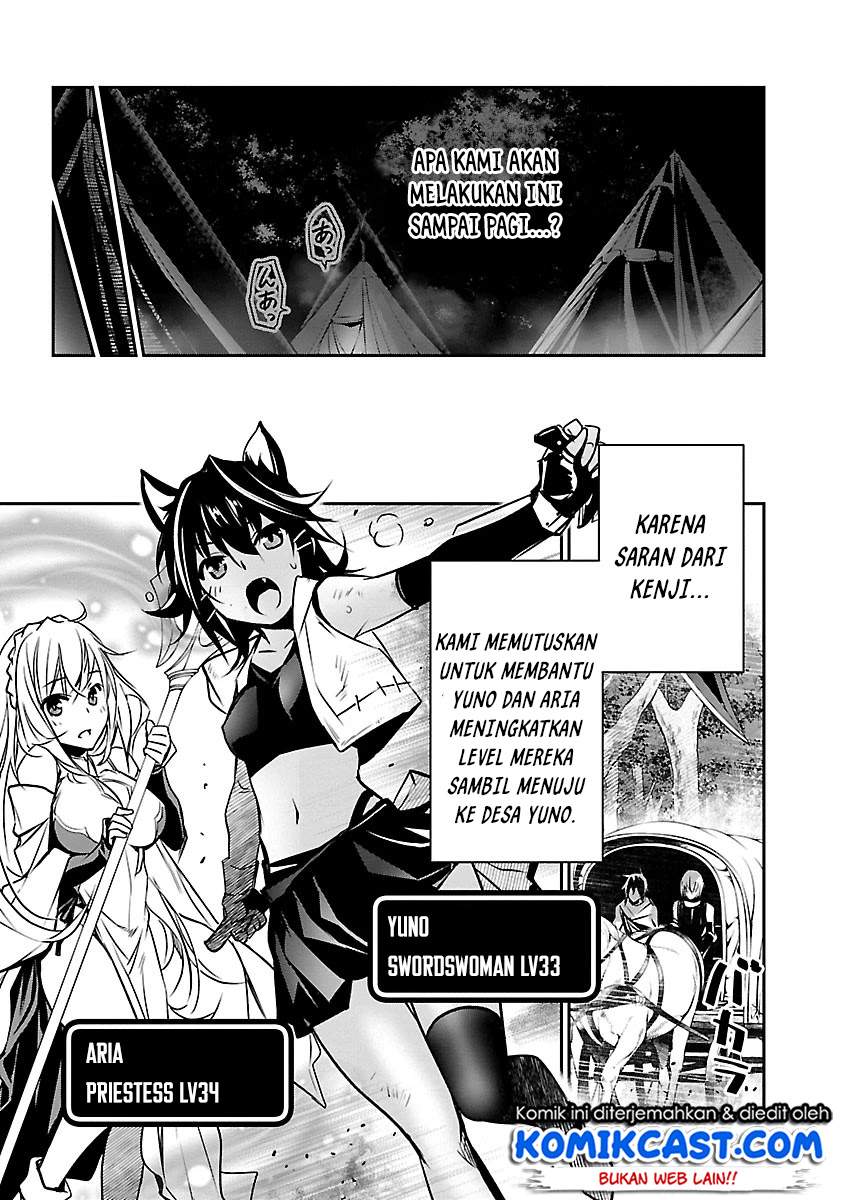 APA KAMI AKAN
MELAKUKAN INI
SAMPAI PAGI...?
あっ
んあっ
KARENA
SARAN DARI
KENJI...
KAMI MEMUTUSKAN
UNTUK MEMBANTU
YUNO DAN ARIA
MENINGKATKAN
LEVEL MEREKA
SAMBIL MENUJU
KE DESA YUNO.
YUNO
SWORDSWOMAN LV33
ARIA
PRIESTESS LV34
パカラ
Komik ini diterjemahkan & diedit oleh
KOMIKCAST.COM
BUKAN WEB LAIN!!